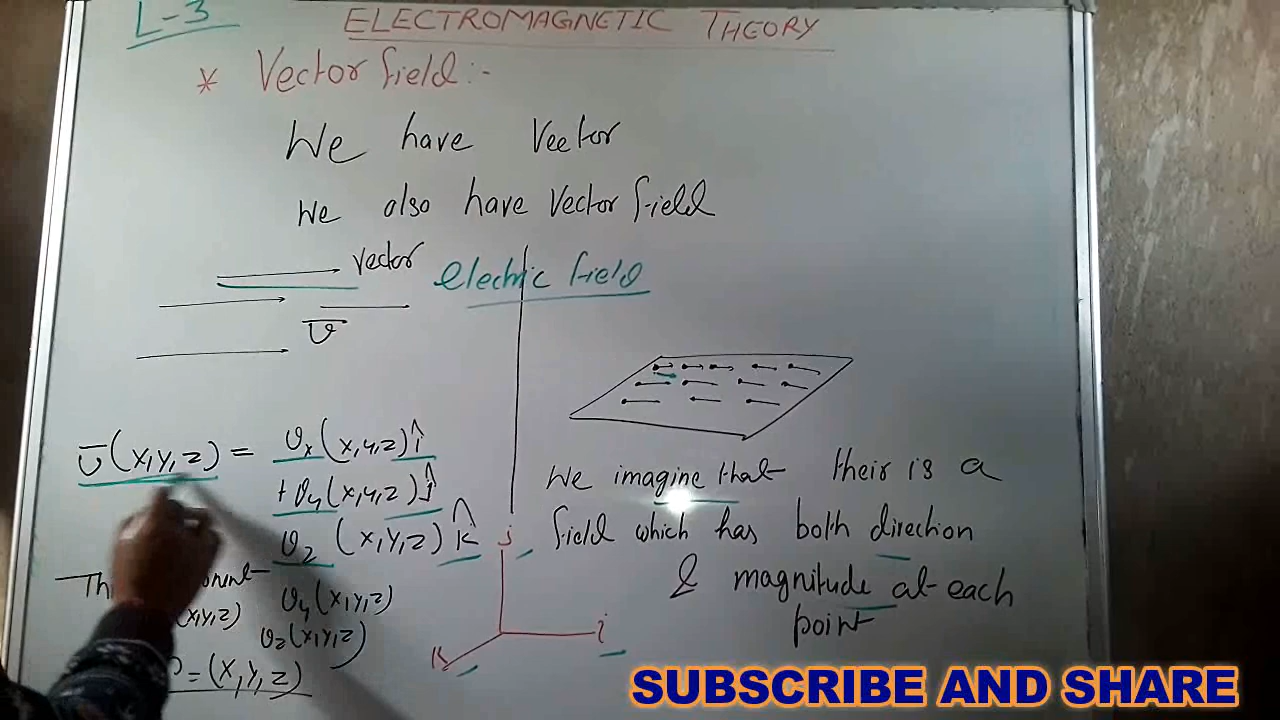 L-3
ELECTROMAGNETIC THEORY
* Vector field :-
We have Vector
We also have Vector field
vector
electric field
v̅
v̅(x,y,z) = vx(x,y,z) î
+ vy(x,y,z) ĵ
vz (x,y,z) k̂
(x,y,z) vy(x,y,z)
vz(x,y,z)
= (x,y,z)
j
i
k
We imagine that their is a
field which has both direction
& magnitude at each
point
SUBSCRIBE AND SHARE